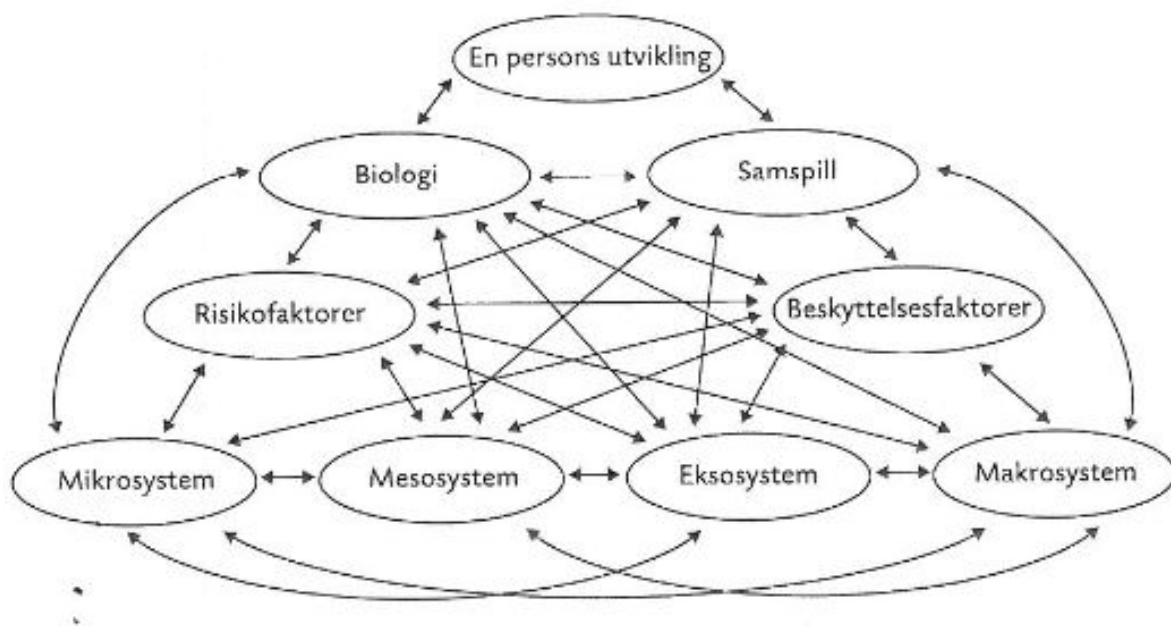 En persons utvikling
Biologi
Samspill
Risikofaktorer
Beskyttelsesfaktorer
Mikrosystem
Mesosystem
Eksosystem
Makrosystem